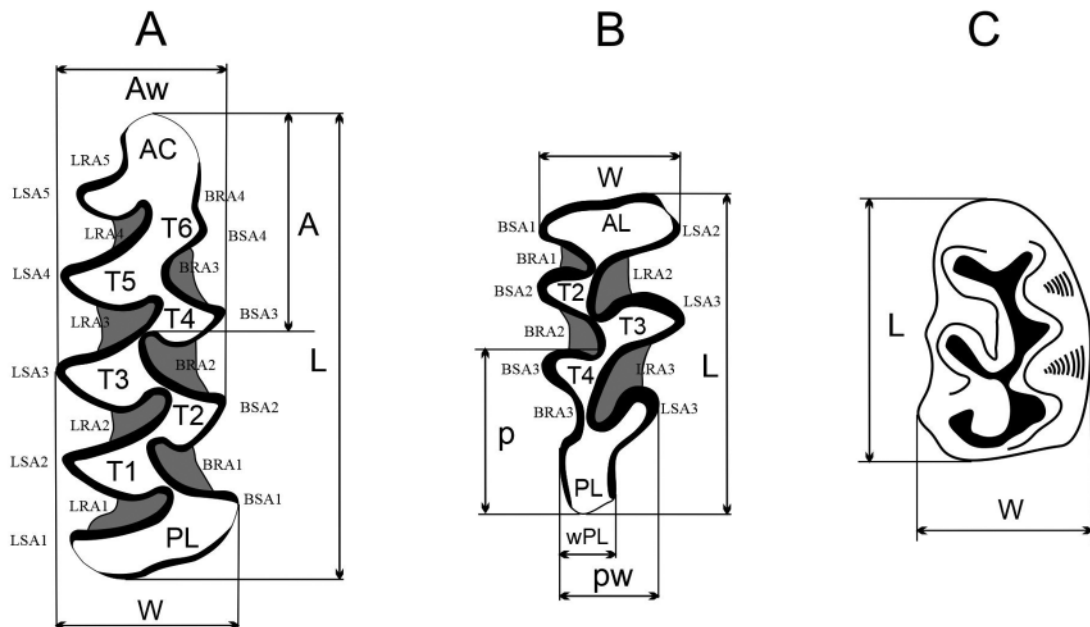 A
Aw
AC
LRA5
LSA5
BRA4
A
LRA4
T6
BSA4
LSA4
T5
BRA3
LRA3
T4
BSA3
LSA3
T3
BRA2
L
LRA2
T2
BSA2
LSA2
T1
BRA1
LRA1
BSA1
LSA1
PL
W
B
W
BSA1
AL
LSA2
BRA1
LRA2
BSA2
T2
LSA3
BRA2
T3
BSA3
T4
LRA3
L
BRA3
LSA3
p
PL
wPL
pw
C
L
W